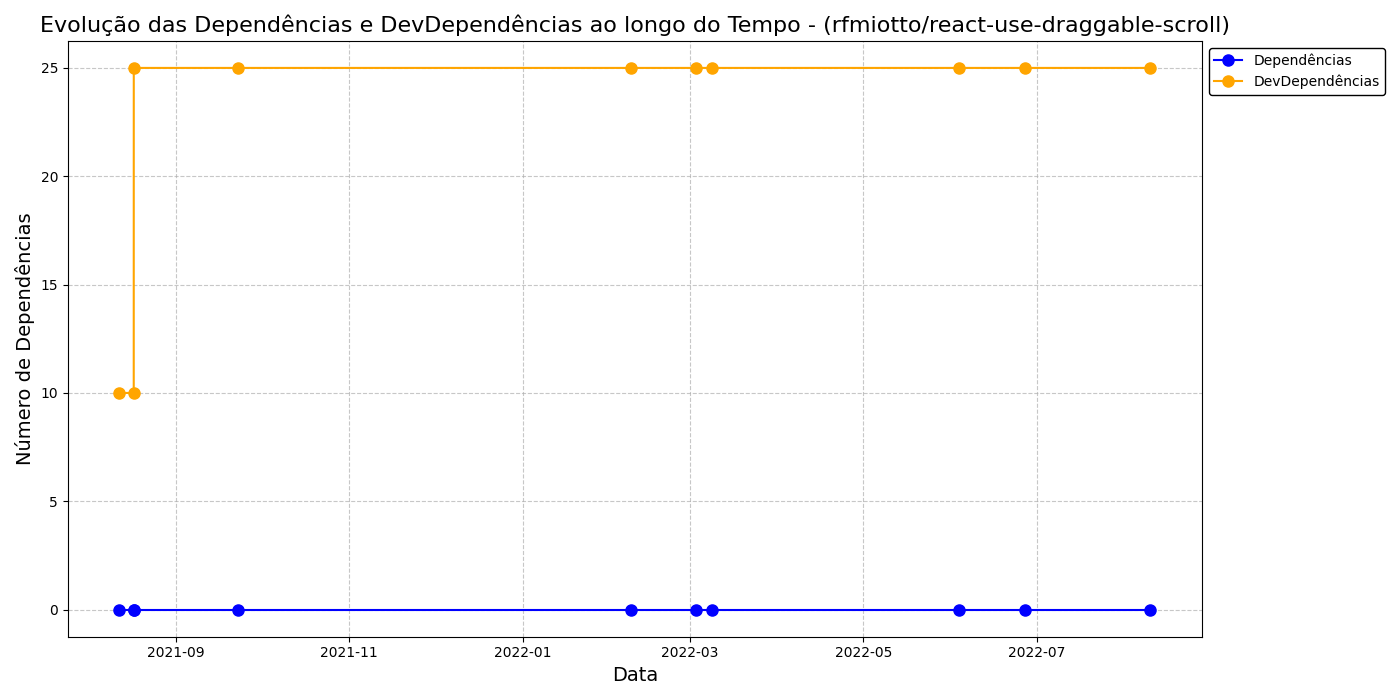 Evolução das Dependências e DevDependências ao longo do Tempo - (rfmiotto/react-use-draggable-scroll)
Dependências
DevDependências
Número de Dependências
25
20
15
10
5
0
2021-09
2021-11
2022-01
2022-03
2022-05
2022-07
Data